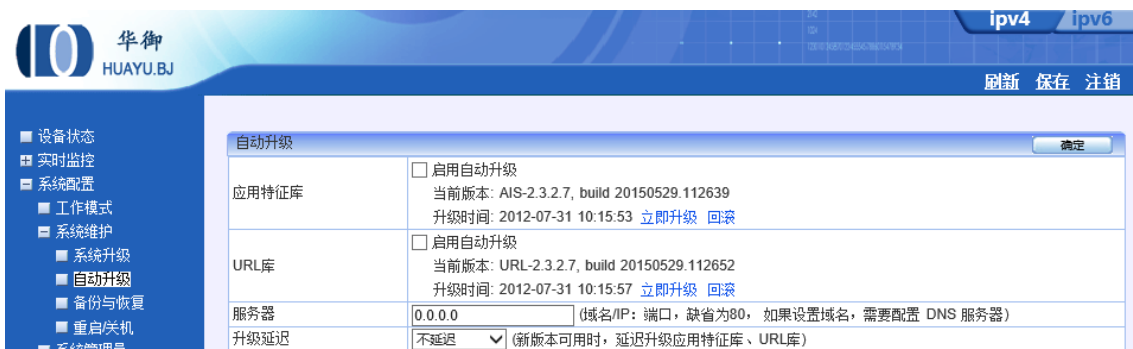 华御
HUAYU.BJ
ipv4
ipv6
刷新 保存 注销
设备状态
实时监控
系统配置
工作模式
系统维护
系统升级
自动升级
备份与恢复
重启/关机
系统管理员
自动升级
确定
应用特征库
启用自动升级
当前版本: AIS-2.3.2.7, build 20150529.112639
升级时间: 2012-07-31 10:15:53 立即升级 回滚
URL库
启用自动升级
当前版本: URL-2.3.2.7, build 20150529.112652
升级时间: 2012-07-31 10:15:57 立即升级 回滚
服务器
0.0.0.0
(域名/IP：端口，缺省为80， 如果设置域名，需要配置 DNS 服务器)
升级延迟
不延迟
(新版本可用时，延迟升级应用特征库、URL库)